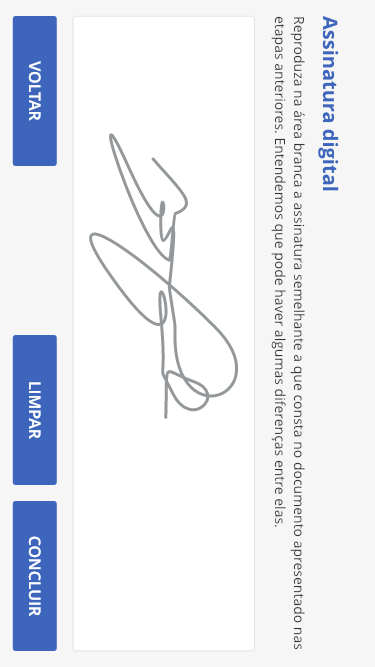 Assinatura digital
Reproduza na área branca a assinatura semelhante a que consta no documento apresentado nas
etapas anteriores. Entendemos que pode haver algumas diferenças entre elas.
VOLTAR
LIMPAR
CONCLUIR